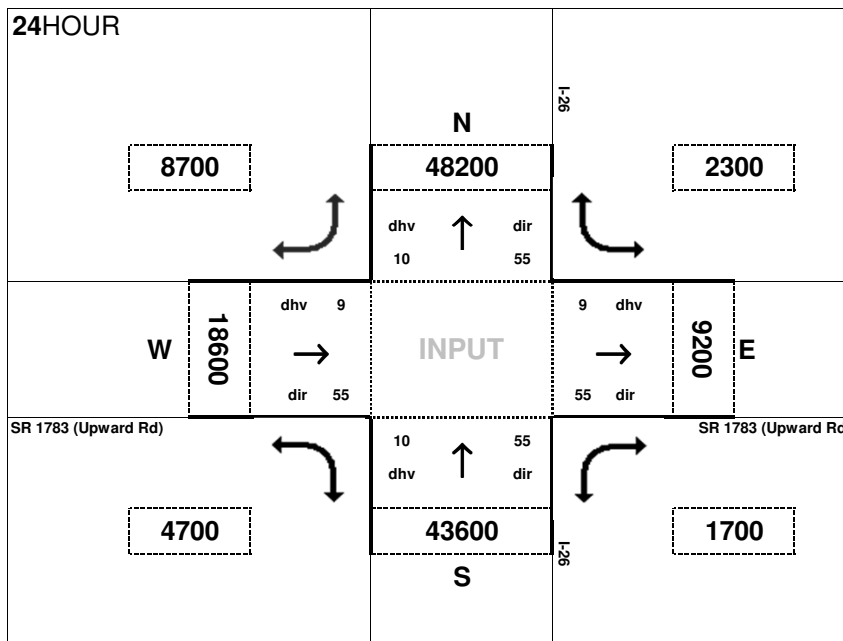 24HOUR
I-26
N
8700
48200
2300
dhv dir
10 55
dhv 9
9 dhv
W
18600
INPUT
9200
E
dir 55
55 dir
SR 1783 (Upward Rd)
SR 1783 (Upward Rd
10 55
dhv dir
4700
43600
1700
I-26
S